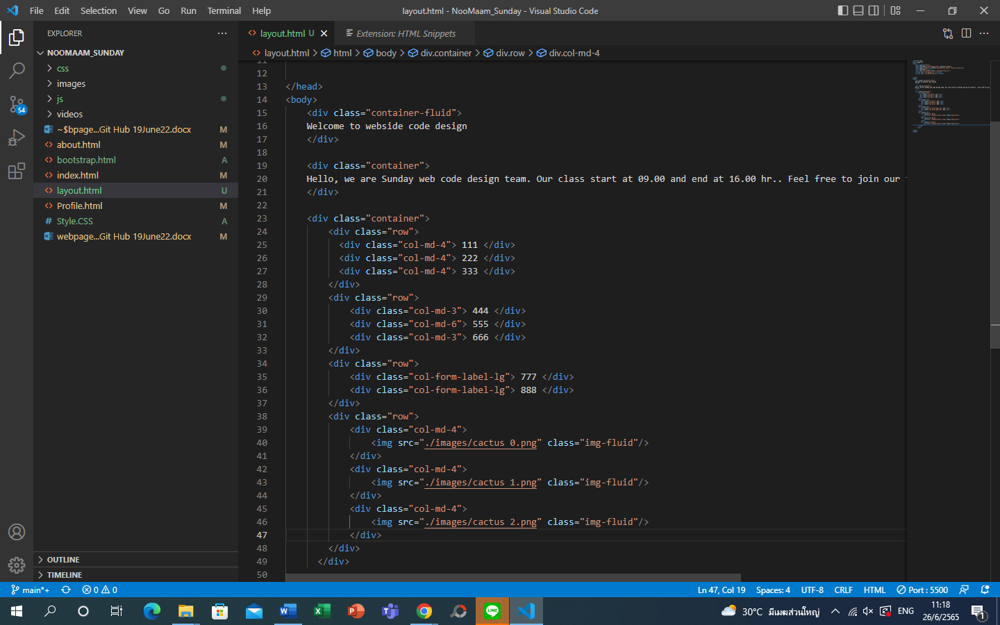 File Edit Selection View Go Run Terminal Help
layout.html - NooMaam_Sunday - Visual Studio Code
EXPLORER
NOOMAAM_SUNDAY
css
images
js
videos
~$bpage...Git Hub 19June22.docx M
about.html M
bootstrap.html A
index.html M
layout.html U
Profile.html M
# Style.CSS A
webpage...Git Hub 19June22.docx M
OUTLINE
TIMELINE
54
layout.html U
Extension: HTML Snippets
layout.html > html > body > div.container > div.row > div.col-md-4
11
12
13 </head>
14 <body>
15 <div class="container-fluid">
16 Welcome to webside code design
17 </div>
18
19 <div class="container">
20 Hello, we are Sunday web code design team. Our class start at 09.00 and end at 16.00 hr.. Feel free to join our
21 </div>
22
23 <div class="container">
24 <div class="row">
25 <div class="col-md-4"> 111 </div>
26 <div class="col-md-4"> 222 </div>
27 <div class="col-md-4"> 333 </div>
28 </div>
29 <div class="row">
30 <div class="col-md-3"> 444 </div>
31 <div class="col-md-6"> 555 </div>
32 <div class="col-md-3"> 666 </div>
33 </div>
34 <div class="row">
35 <div class="col-form-label-lg"> 777 </div>
36 <div class="col-form-label-lg"> 888 </div>
37 </div>
38 <div class="row">
39 <div class="col-md-4">
40 <img src="./images/cactus 0.png" class="img-fluid"/>
41 </div>
42 <div class="col-md-4">
43 <img src="./images/cactus 1.png" class="img-fluid"/>
44 </div>
45 <div class="col-md-4">
46 <img src="./images/cactus 2.png" class="img-fluid"/>
47 </div>
48 </div>
49 </div>
50
main*+ 0 0 Ln 47, Col 19 Spaces: 4 UTF-8 CRLF HTML Port : 5500
30°C มีเมฆส่วนใหญ่ ENG
11:18
26/6/2565
1